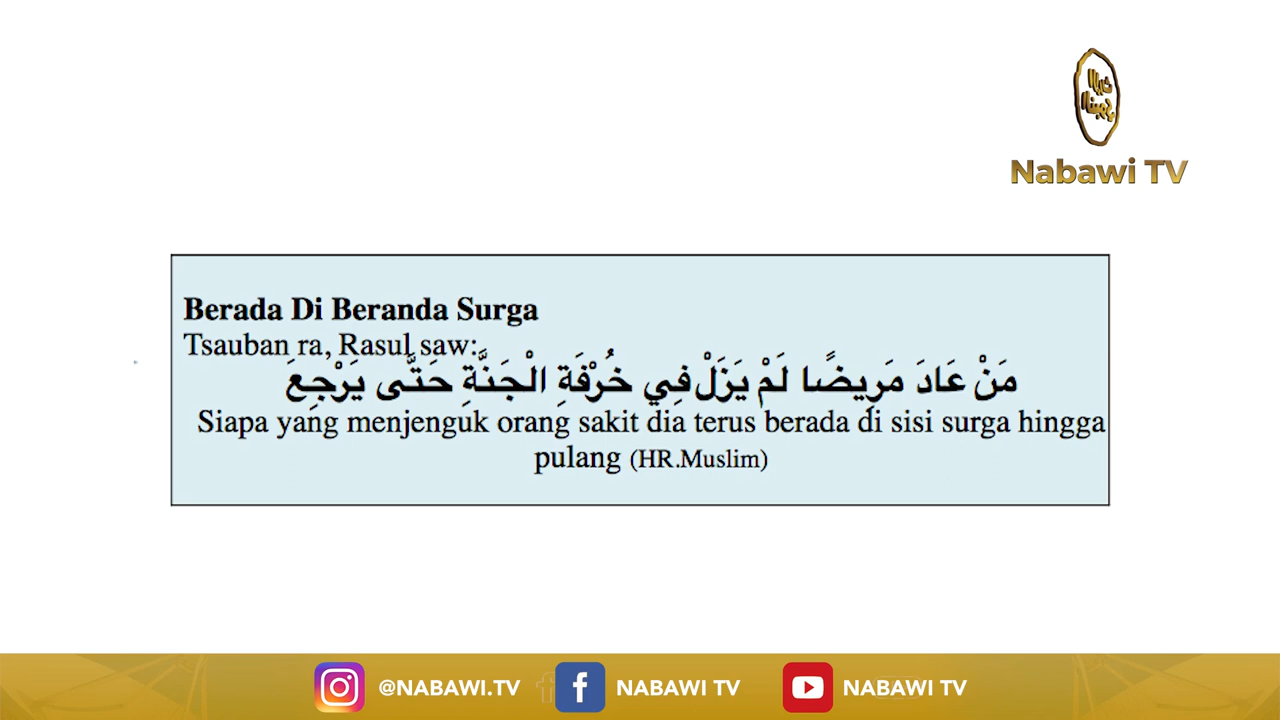 Nabawi TV
Berada Di Beranda Surga
Tsauban ra, Rasul saw:
مَنْ عَادَ مَرِيضًا لَمْ يَزَلْ فِي خُرْفَةِ الْجَنَّةِ حَتَّى يَرْجِعَ
Siapa yang menjenguk orang sakit dia terus berada di sisi surga hingga
pulang (HR.Muslim)
@NABAWI.TV NABAWI TV NABAWI TV